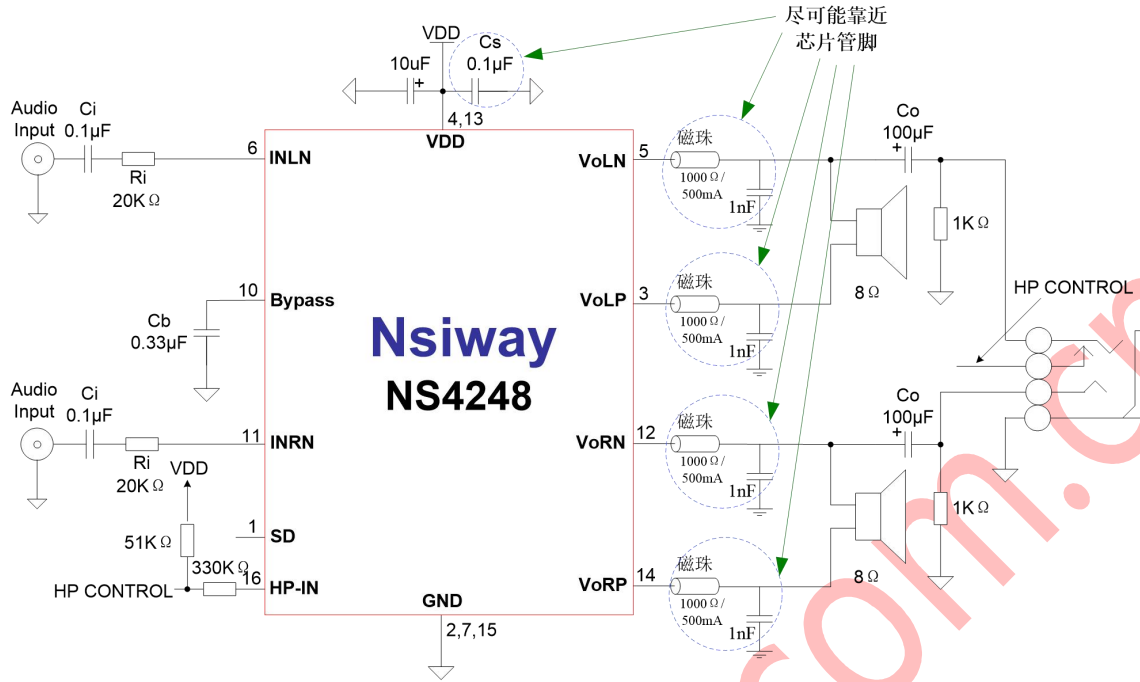 尽可能靠近
芯片管脚
VDD
Cs
10uF
+
0.1µF
Audio
Input
Ci
0.1µF
Ri
20KΩ
4,13
VDD
6
INLN
VoLN
5
磁珠
1000Ω/
500mA
1nF
Co
100µF
+
1KΩ
8Ω
10
Bypass
Cb
0.33µF
VoLP
3
磁珠
1000Ω/
500mA
1nF
HP CONTROL
Nsiway
NS4248
Audio
Input
Ci
0.1µF
Ri
20KΩ
11
INRN
VoRN
12
磁珠
1000Ω/
500mA
1nF
Co
100µF
+
1KΩ
8Ω
VDD
51KΩ
1
SD
330KΩ
HP CONTROL
16
HP-IN
VoRP
14
磁珠
1000Ω/
500mA
1nF
GND
2,7,15
com.c